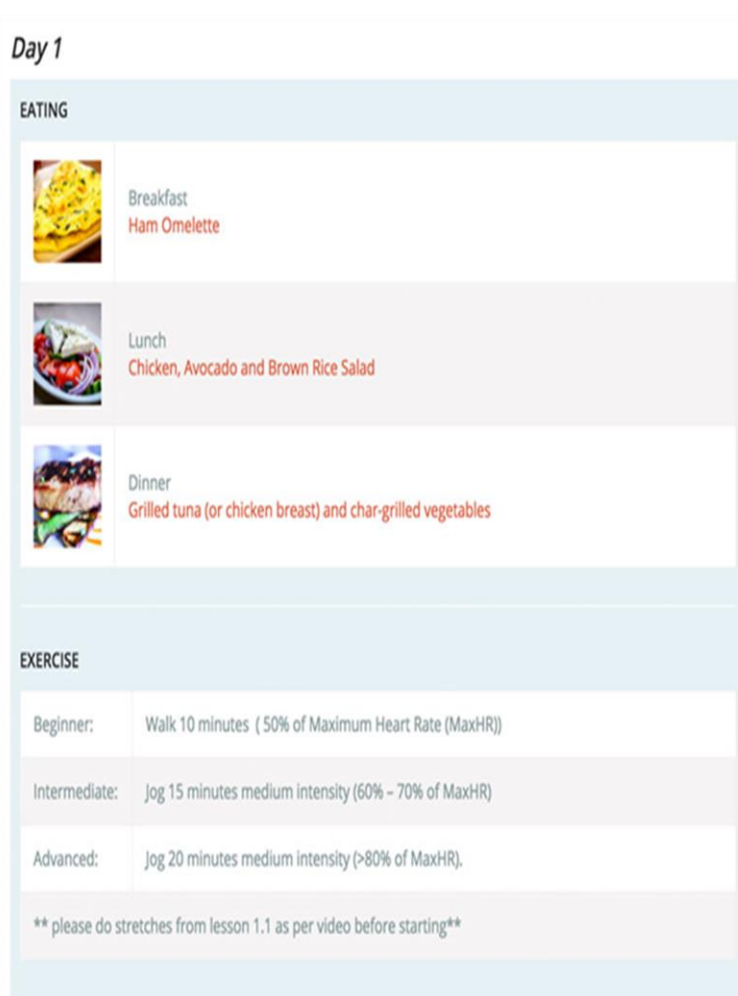 Day 1
EATING
Breakfast
Ham Omelette
Lunch
Chicken, Avocado and Brown Rice Salad
Dinner
Grilled tuna (or chicken breast) and char-grilled vegetables
EXERCISE
Beginner: Walk 10 minutes ( 50% of Maximum Heart Rate (MaxHR))
Intermediate: Jog 15 minutes medium intensity (60% – 70% of MaxHR)
Advanced: Jog 20 minutes medium intensity (>80% of MaxHR).
** please do stretches from lesson 1.1 as per video before starting**